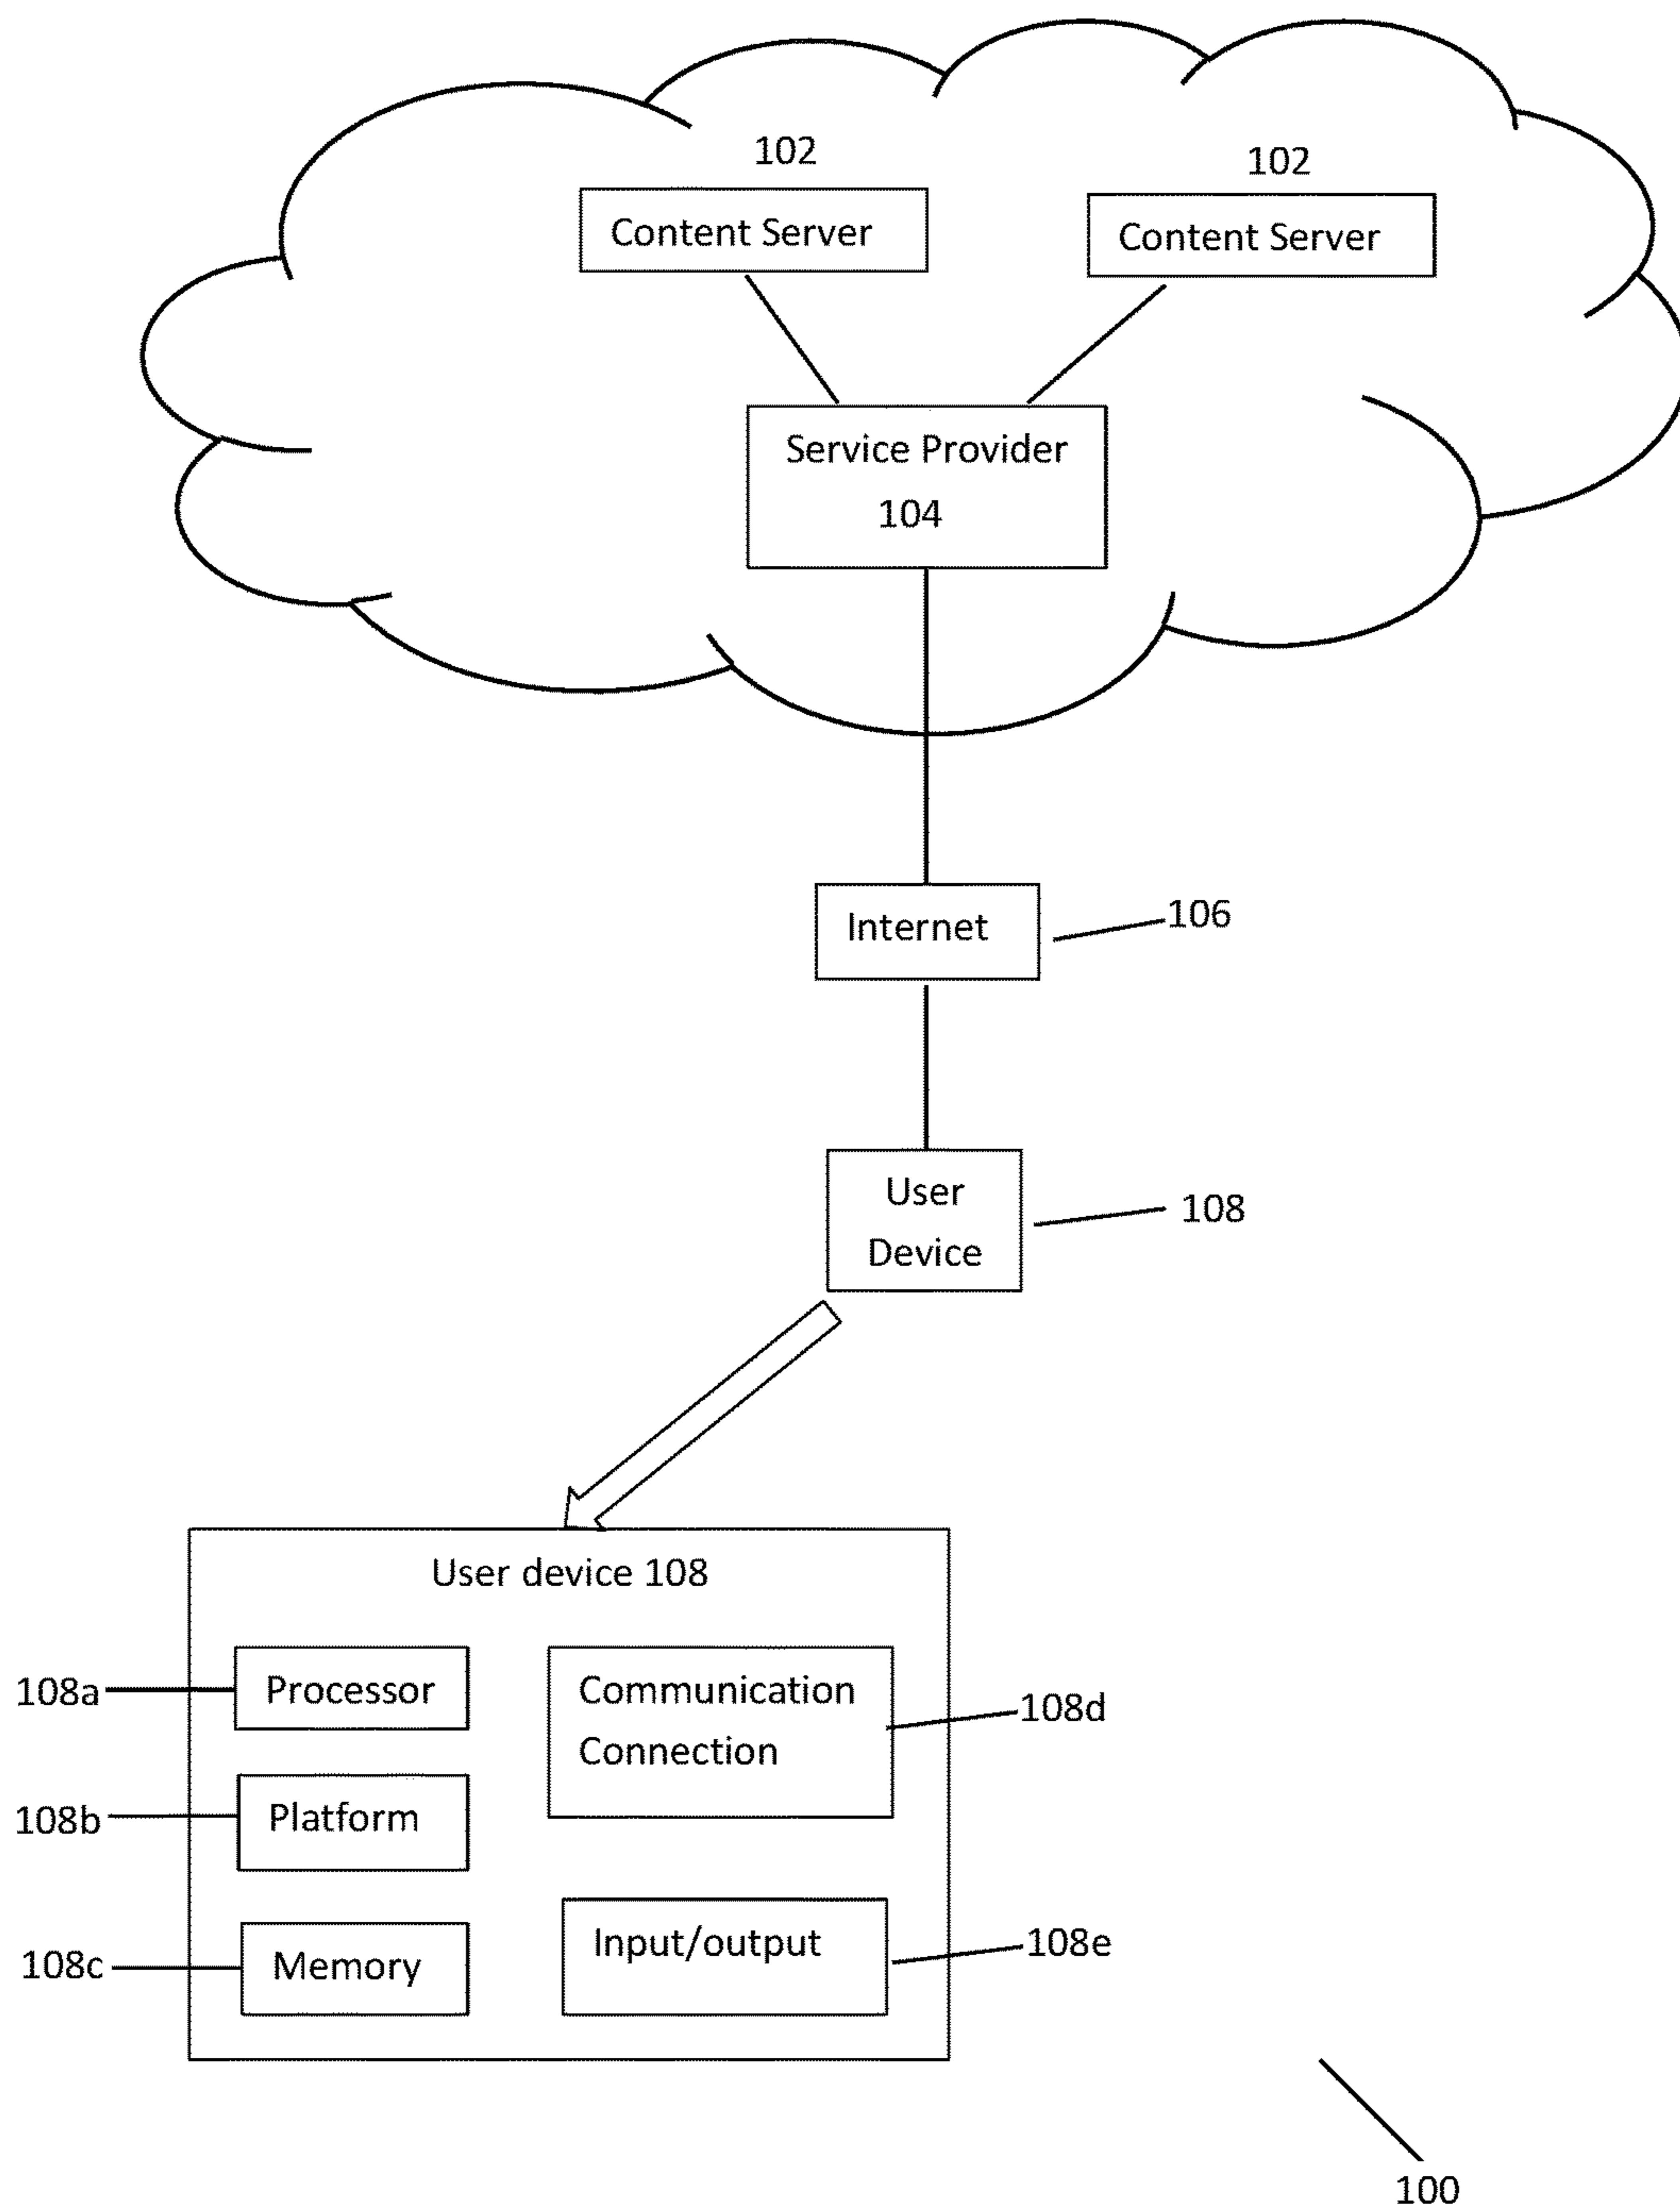 102
102
Content Server
Content Server
Service Provider
104
Internet
106
User
Device
108
User device 108
108a
Processor
Communication
Connection
108d
108b
Platform
108c
Memory
Input/output
108e
100